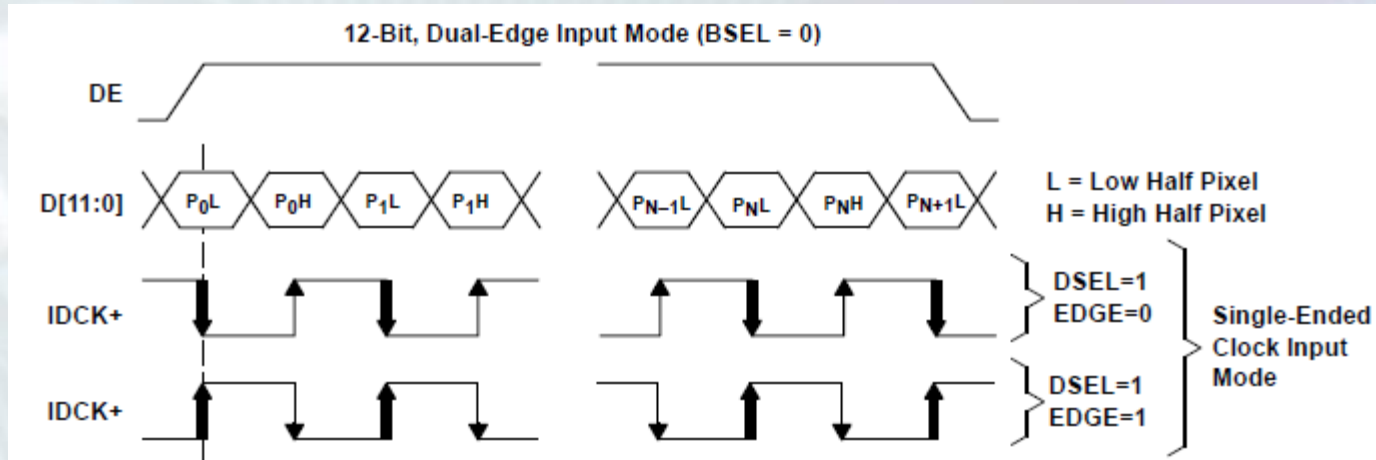 12-Bit, Dual-Edge Input Mode (BSEL = 0)
DE
D[11:0]
P0L P0H P1L P1H PN–1L PNL PNH PN+1L
L = Low Half Pixel
H = High Half Pixel
IDCK+
DSEL=1
EDGE=0
Single-Ended
Clock Input
Mode
IDCK+
DSEL=1
EDGE=1